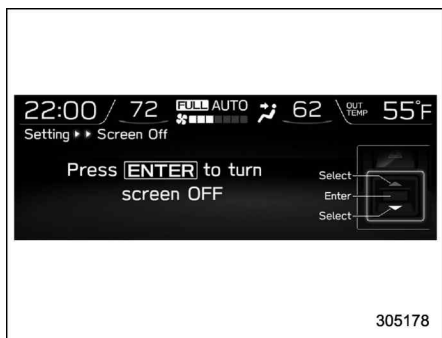 22:00 72 FULL AUTO 62 OUT TEMP 55°F
Setting ▸▸ Screen Off
Press ENTER to turn
screen OFF
Select
Enter
Select
305178